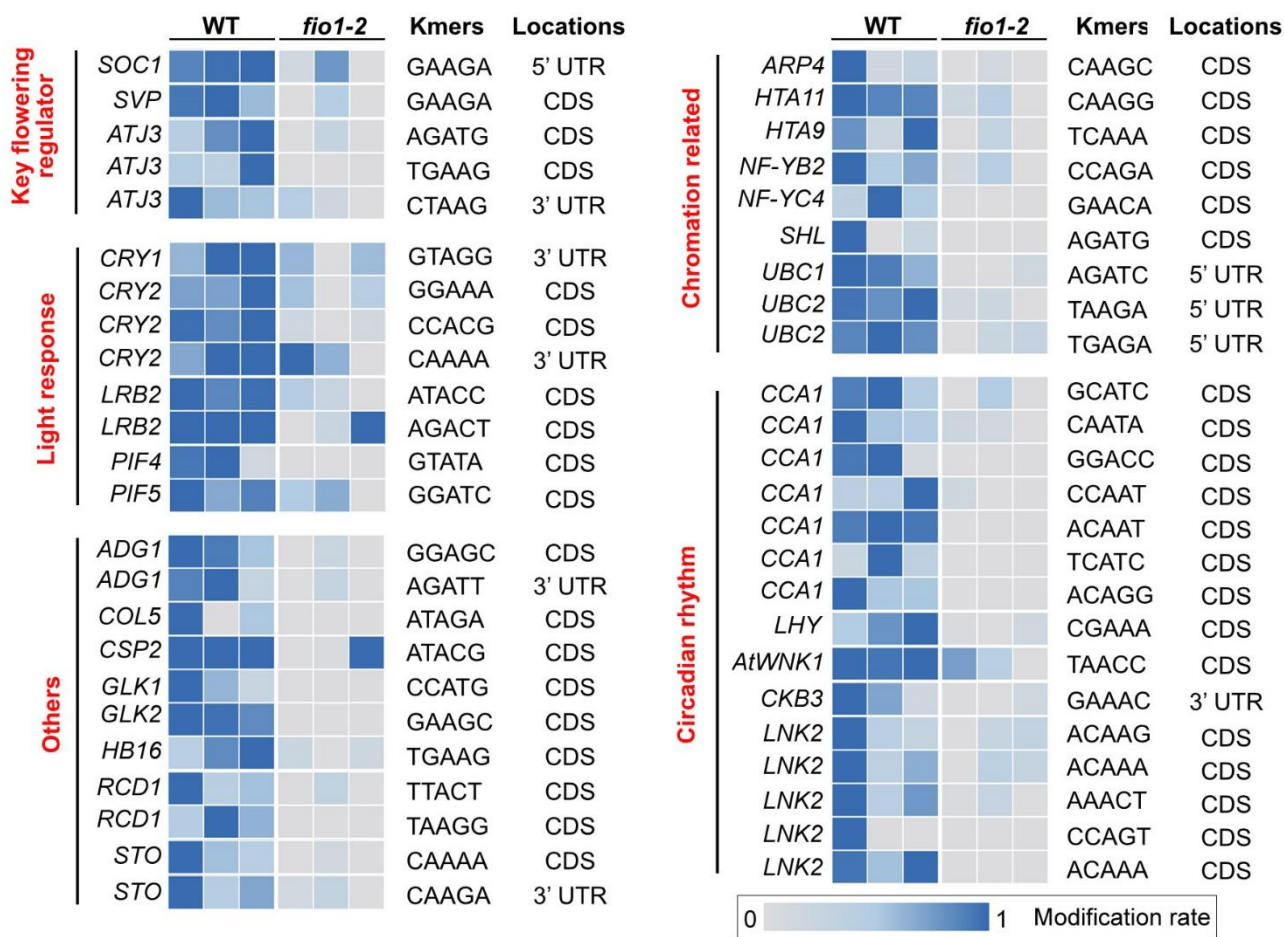 WT fio1-2 Kmers Locations
Key flowering
regulator
SOC1 GAAGA 5’ UTR
SVP GAAGA CDS
ATJ3 AGATG CDS
ATJ3 TGAAG CDS
ATJ3 CTAAG 3’ UTR
Light response
CRY1 GTAGG 3’ UTR
CRY2 GGAAA CDS
CRY2 CCACG CDS
CRY2 CAAAA 3’ UTR
LRB2 ATACC CDS
LRB2 AGACT CDS
PIF4 GTATA CDS
PIF5 GGATC CDS
Others
ADG1 GGAGC CDS
ADG1 AGATT 3’ UTR
COL5 ATAGA CDS
CSP2 ATACG CDS
GLK1 CCATG CDS
GLK2 GAAGC CDS
HB16 TGAAG CDS
RCD1 TTACT CDS
RCD1 TAAGG CDS
STO CAAAA CDS
STO CAAGA 3’ UTR
WT fio1-2 Kmers Locations
Chromation related
ARP4 CAAGC CDS
HTA11 CAAGG CDS
HTA9 TCAAA CDS
NF-YB2 CCAGA CDS
NF-YC4 GAACA CDS
SHL AGATG CDS
UBC1 AGATC 5’ UTR
UBC2 TAAGA 5’ UTR
UBC2 TGAGA 5’ UTR
Circadian rhythm
CCA1 GCATC CDS
CCA1 CAATA CDS
CCA1 GGACC CDS
CCA1 CCAAT CDS
CCA1 ACAAT CDS
CCA1 TCATC CDS
CCA1 ACAGG CDS
LHY CGAAA CDS
AtWNK1 TAACC CDS
CKB3 GAAAC 3’ UTR
LNK2 ACAAG CDS
LNK2 ACAAA CDS
LNK2 AAACT CDS
LNK2 CCAGT CDS
LNK2 ACAAA CDS
0 1 Modification rate